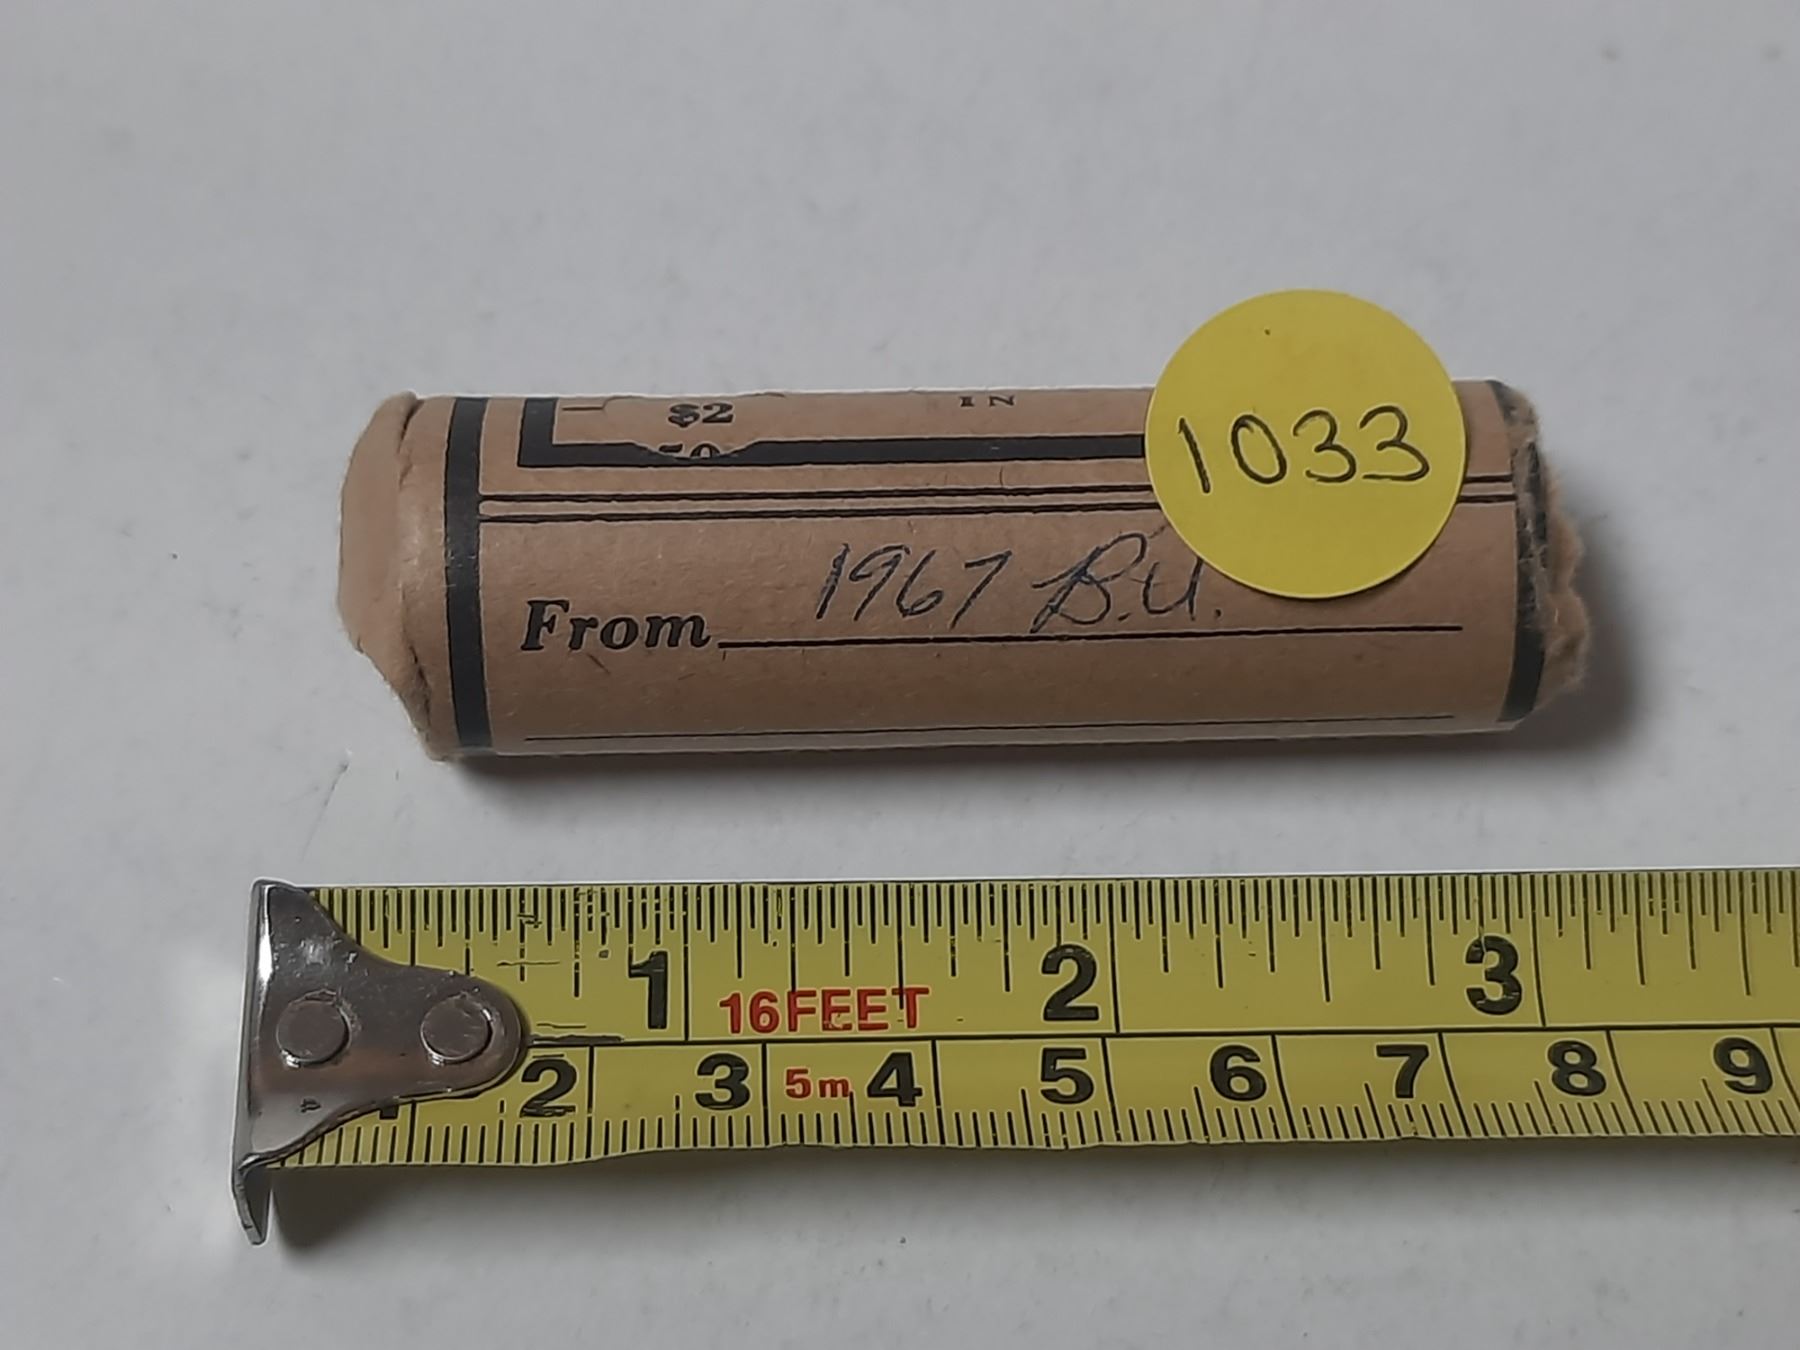 $2
IN
1033
1967 B.U.
From
1 2 3
16FEET
2 3 5m 4 5 6 7 8 9